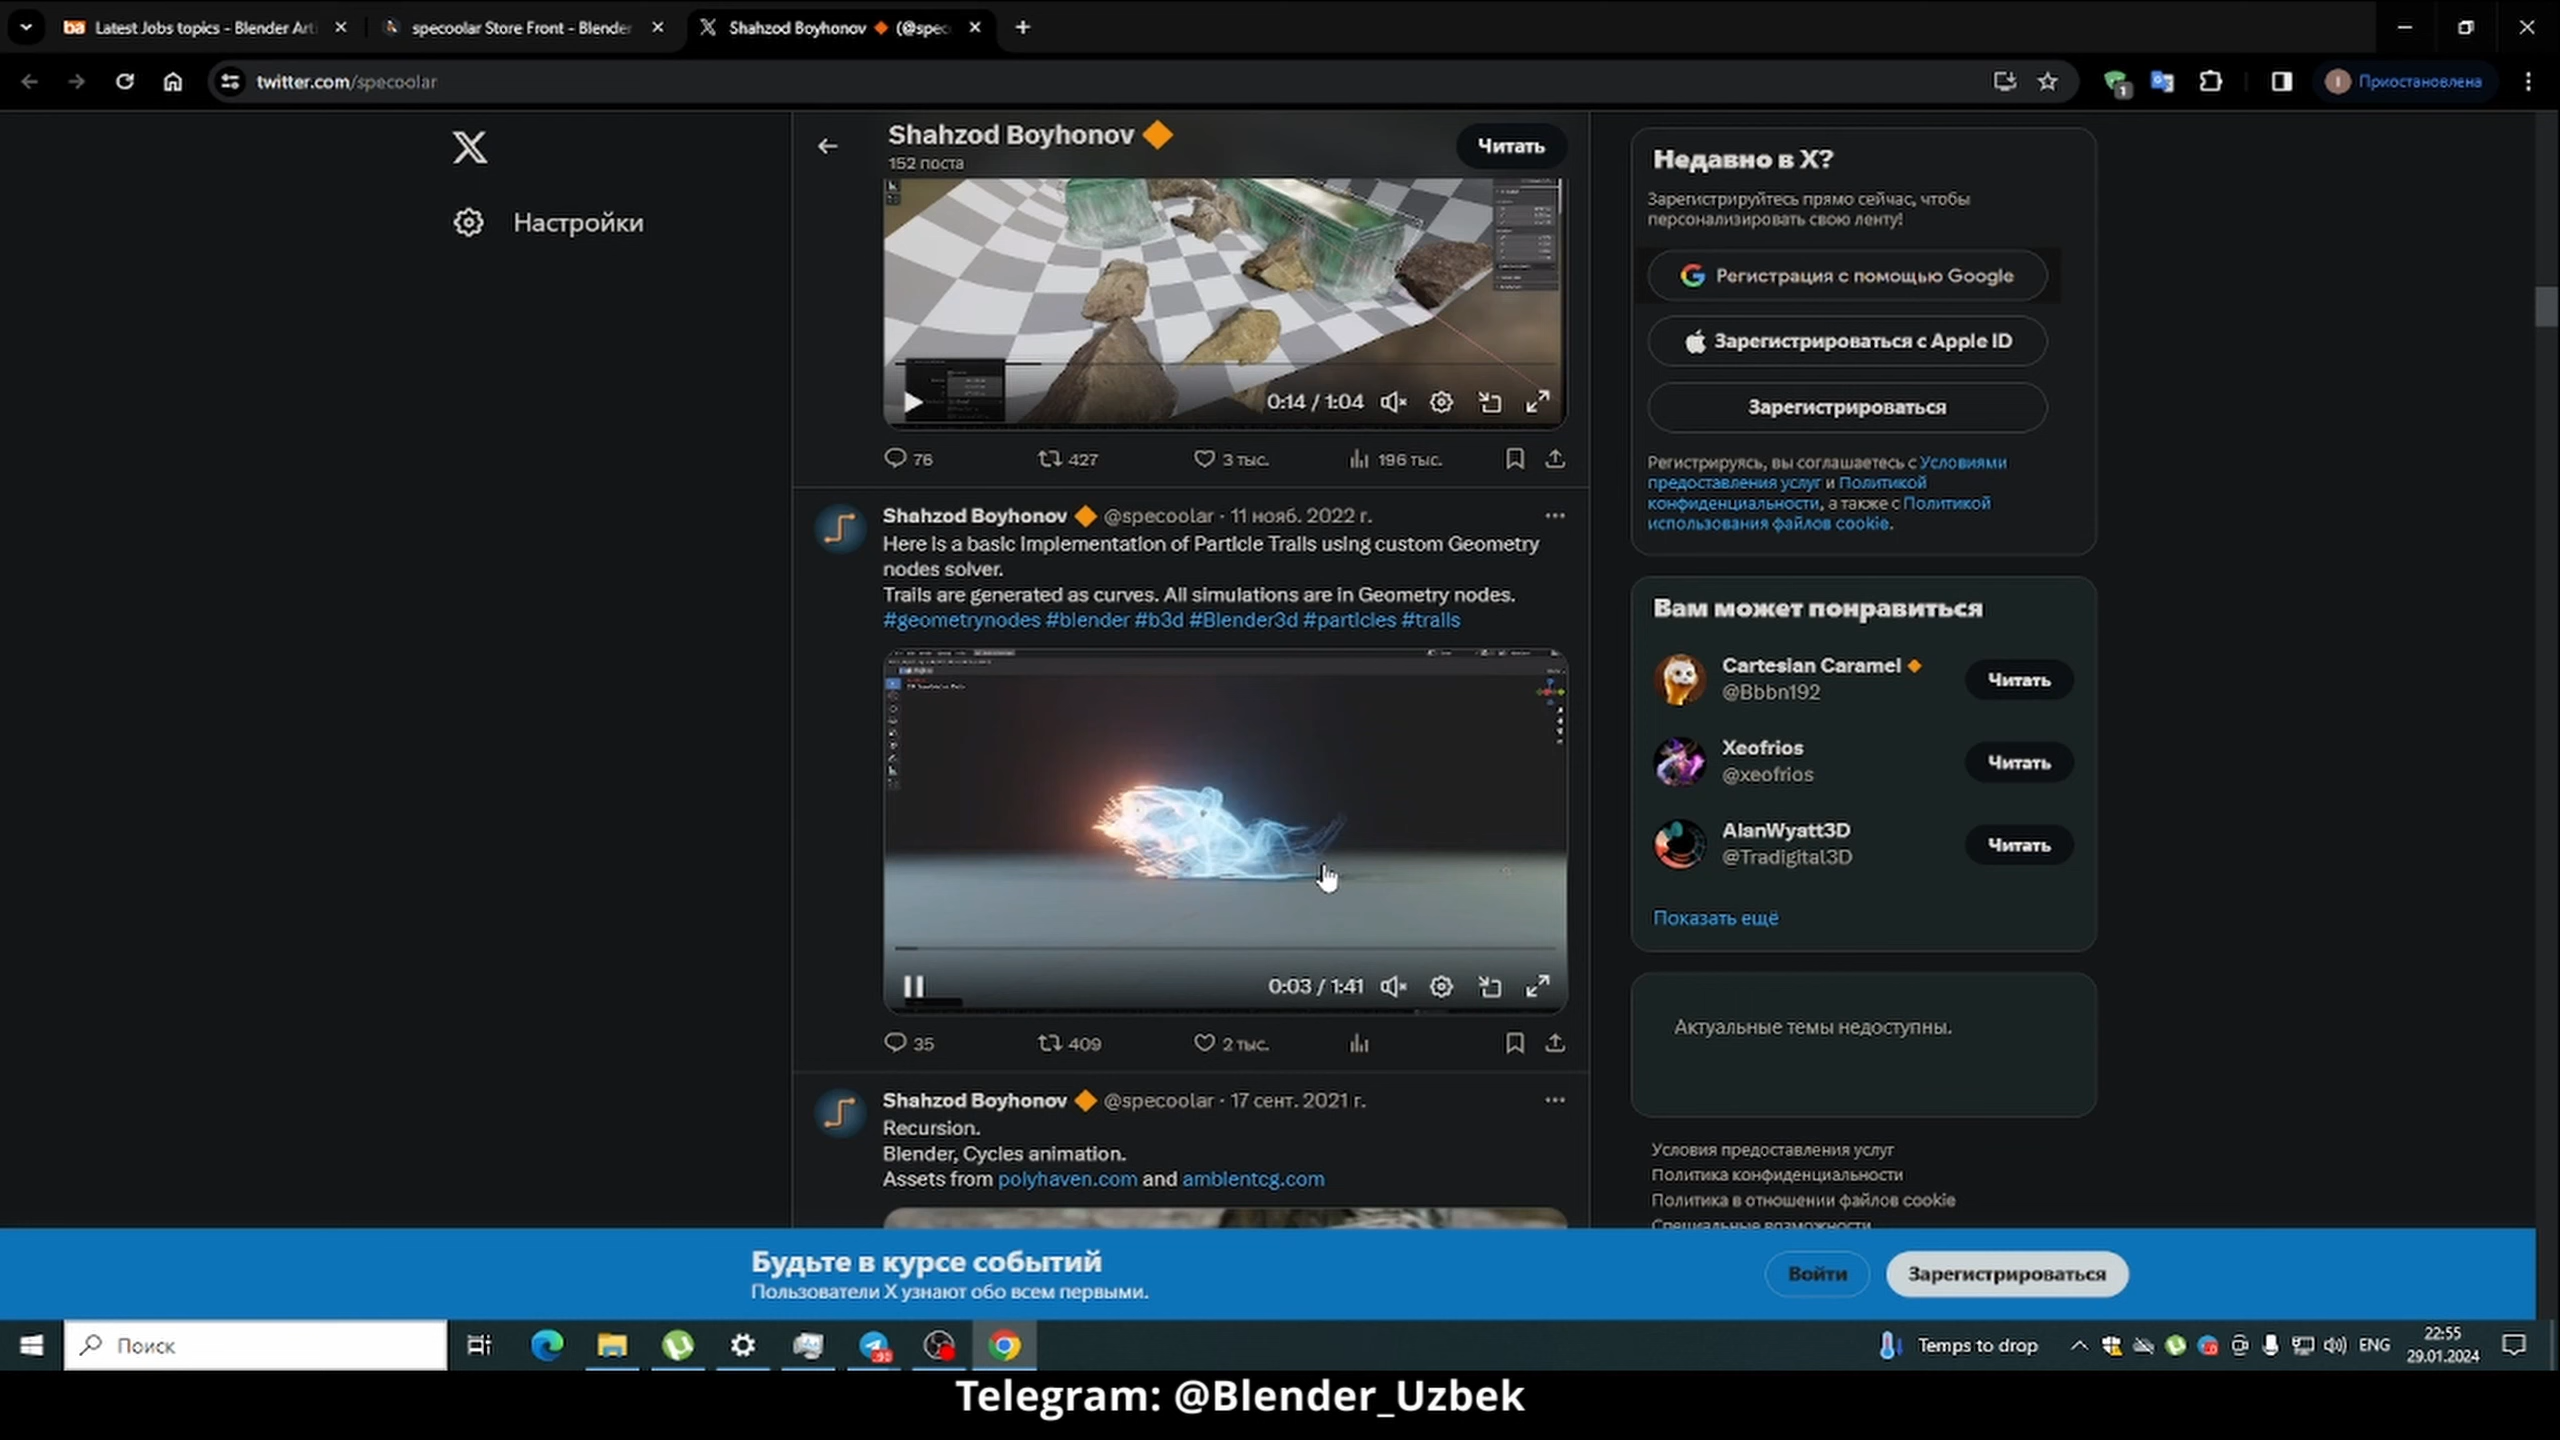 Latest Jobs topics - Blender Art
specoolar Store Front - Blender
Shahzod Boyhonov 🔶 (@spec
twitter.com/specoolar
1
Приостановлена
Shahzod Boyhonov 🔶
152 поста
Читать
Настройки
0:14 / 1:04
76
427
3 тыс.
196 тыс.
Shahzod Boyhonov 🔶 @specoolar · 11 нояб. 2022 г.
Here is a basic implementation of Particle Trails using custom Geometry
nodes solver.
Trails are generated as curves. All simulations are in Geometry nodes.
#geometrynodes #blender #b3d #Blender3d #particles #trails
0:03 / 1:41
35
409
2 тыс.
Shahzod Boyhonov 🔶 @specoolar · 17 сент. 2021 г.
Recursion.
Blender, Cycles animation.
Assets from polyhaven.com and ambientcg.com
Недавно в X?
Зарегистрируйтесь прямо сейчас, чтобы
персонализировать свою ленту!
Регистрация с помощью Google
Зарегистрироваться с Apple ID
Зарегистрироваться
Регистрируясь, вы соглашаетесь с Условиями
предоставления услуг и Политикой
конфиденциальности, а также с Политикой
использования файлов cookie.
Вам может понравиться
Cartesian Caramel 🔸
@Bbbn192
Читать
Xeofrios
@xeofrios
Читать
AlanWyatt3D
@Tradigital3D
Читать
Показать ещё
Актуальные темы недоступны.
Условия предоставления услуг
Политика конфиденциальности
Политика в отношении файлов cookie
Специальные возможности
Будьте в курсе событий
Пользователи X узнают обо всем первыми.
Войти
Зарегистрироваться
Поиск
Temps to drop
ENG
22:55
29.01.2024
Telegram: @Blender_Uzbek